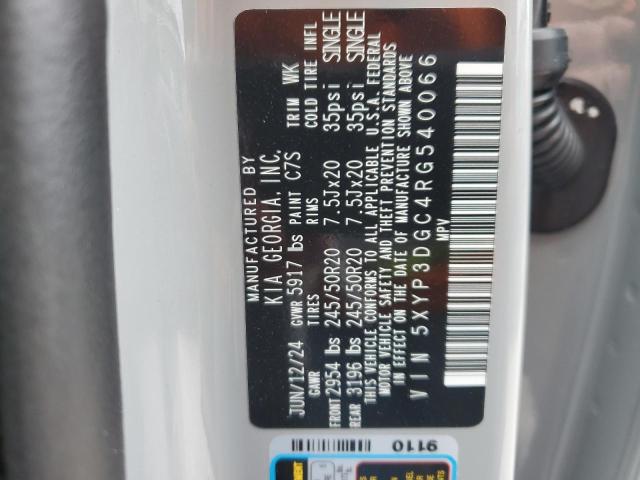 MANUFACTURED BY
KIA GEORGIA, INC.
JUN/12/24 GVWR 5917 lbs PAINT C7S TRIM WK
GAWR TIRES RIMS COLD TIRE INFL
FRONT 2954 lbs 245/50R20 7.5Jx20 35psi SINGLE
REAR 3196 lbs 245/50R20 7.5Jx20 35psi SINGLE
THIS VEHICLE CONFORMS TO ALL APPLICABLE U.S.A. FEDERAL
MOTOR VEHICLE SAFETY AND THEFT PREVENTION STANDARDS
IN EFFECT ON THE DATE OF MANUFACTURE SHOWN ABOVE
VIN 5XYP3DGC4RG540066
MPV
9110